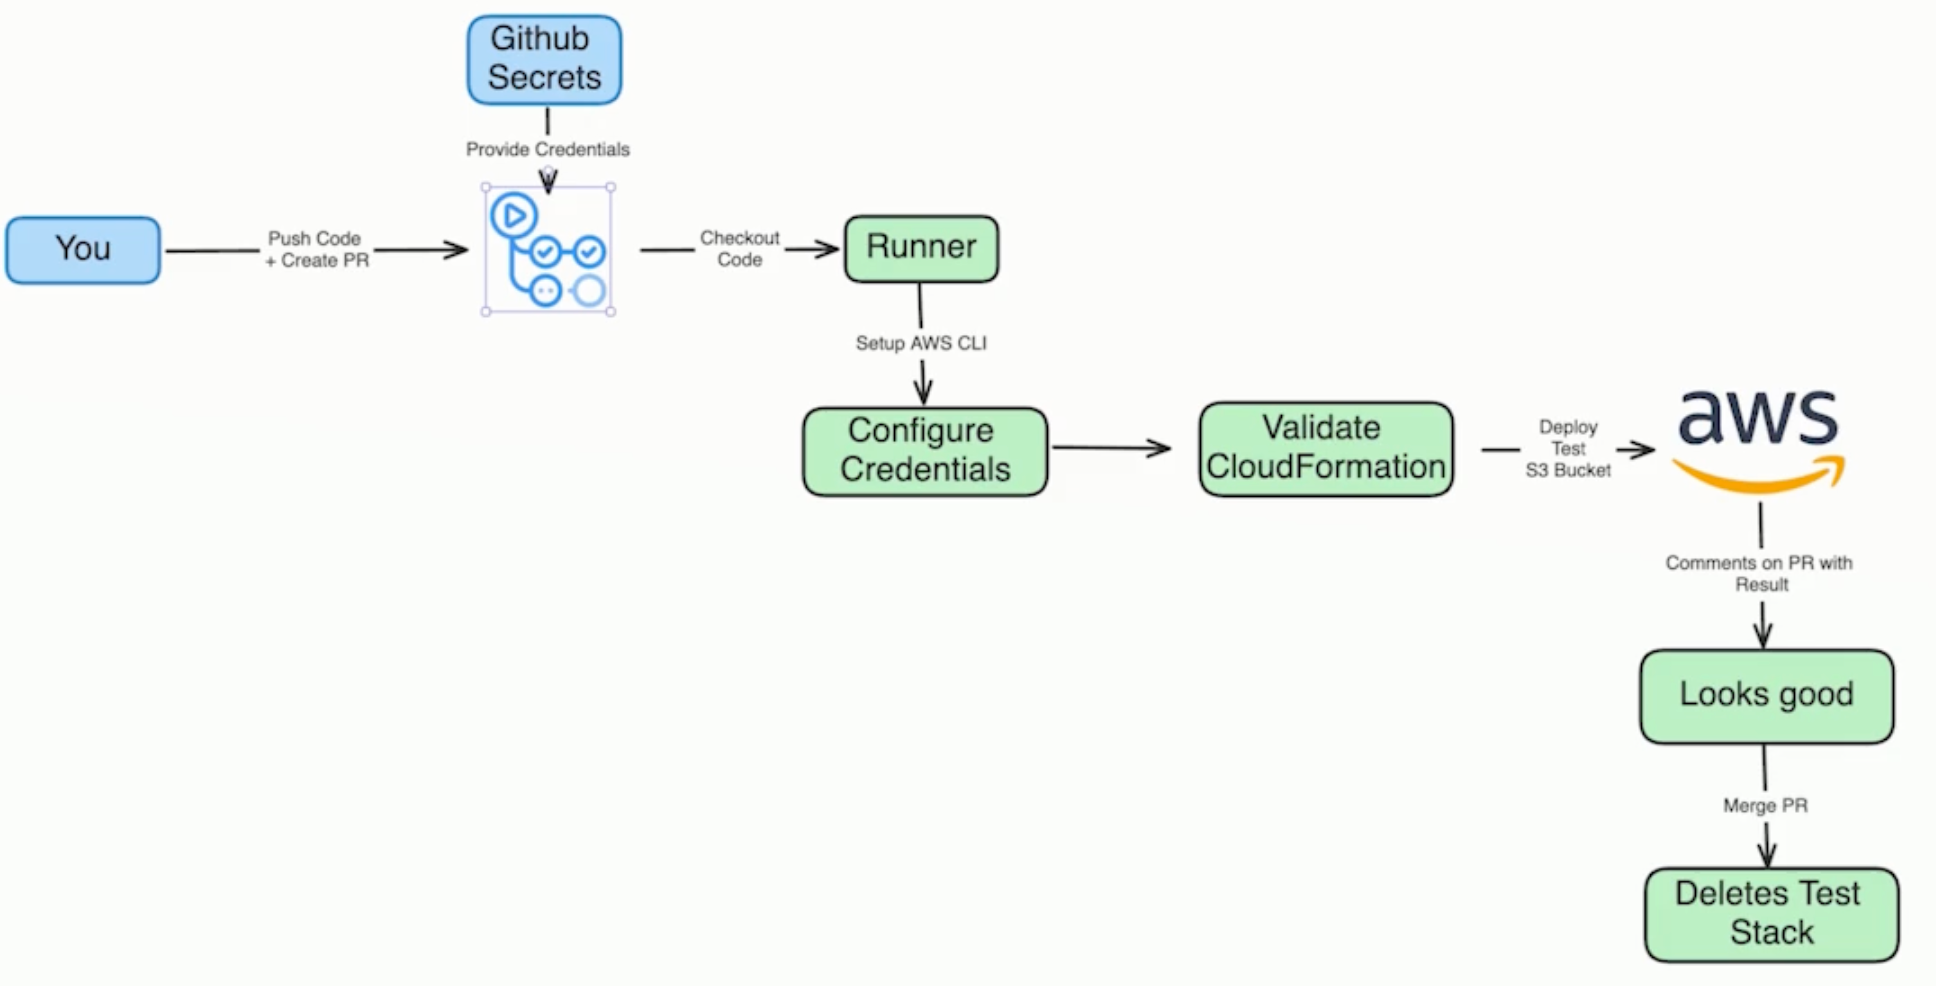 Github
Secrets
Provide Credentials
You
Push Code
+ Create PR
Checkout
Code
Runner
Setup AWS CLI
Configure
Credentials
Validate
CloudFormation
Deploy
Test
S3 Bucket
aws
Comments on PR with
Result
Looks good
Merge PR
Deletes Test
Stack